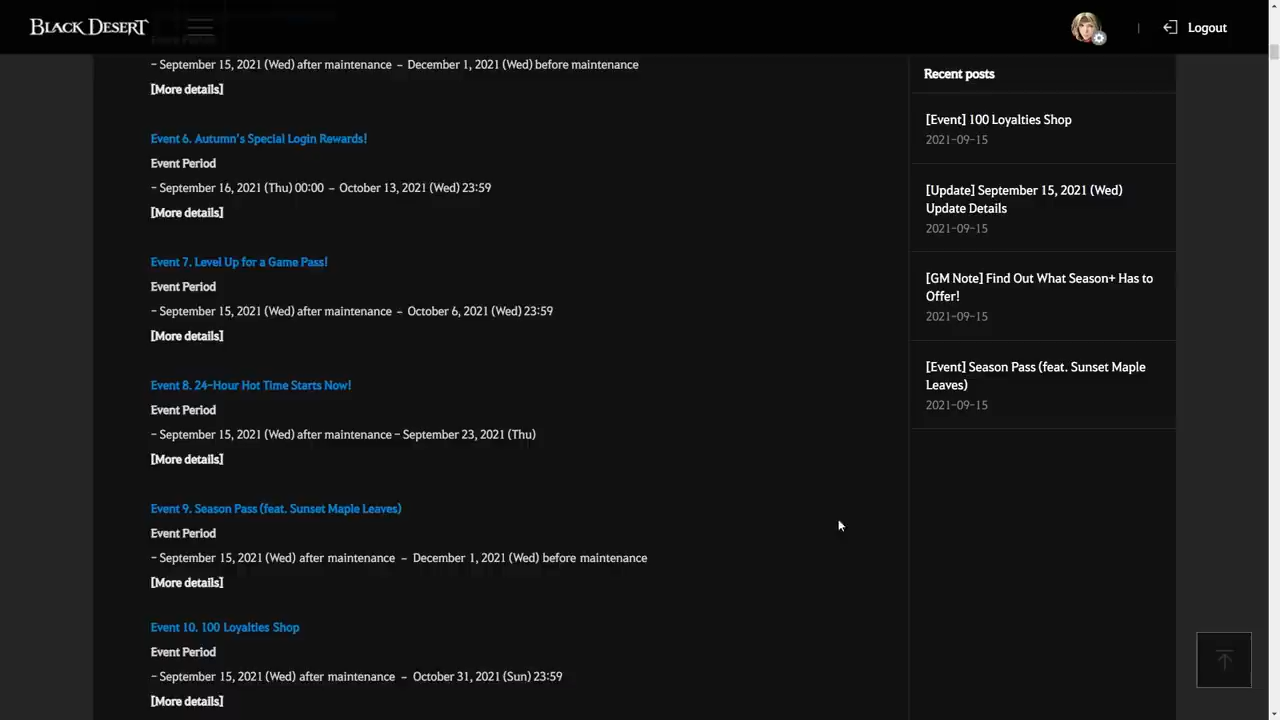 BLACK DESERT
Logout
- September 15, 2021 (Wed) after maintenance – December 1, 2021 (Wed) before maintenance
[More details]
Event 6. Autumn's Special Login Rewards!
Event Period
- September 16, 2021 (Thu) 00:00 – October 13, 2021 (Wed) 23:59
[More details]
Event 7. Level Up for a Game Pass!
Event Period
- September 15, 2021 (Wed) after maintenance – October 6, 2021 (Wed) 23:59
[More details]
Event 8. 24-Hour Hot Time Starts Now!
Event Period
- September 15, 2021 (Wed) after maintenance - September 23, 2021 (Thu)
[More details]
Event 9. Season Pass (feat. Sunset Maple Leaves)
Event Period
- September 15, 2021 (Wed) after maintenance – December 1, 2021 (Wed) before maintenance
[More details]
Event 10. 100 Loyalties Shop
Event Period
- September 15, 2021 (Wed) after maintenance – October 31, 2021 (Sun) 23:59
[More details]
Recent posts
[Event] 100 Loyalties Shop
2021-09-15
[Update] September 15, 2021 (Wed)
Update Details
2021-09-15
[GM Note] Find Out What Season+ Has to
Offer!
2021-09-15
[Event] Season Pass (feat. Sunset Maple
Leaves)
2021-09-15